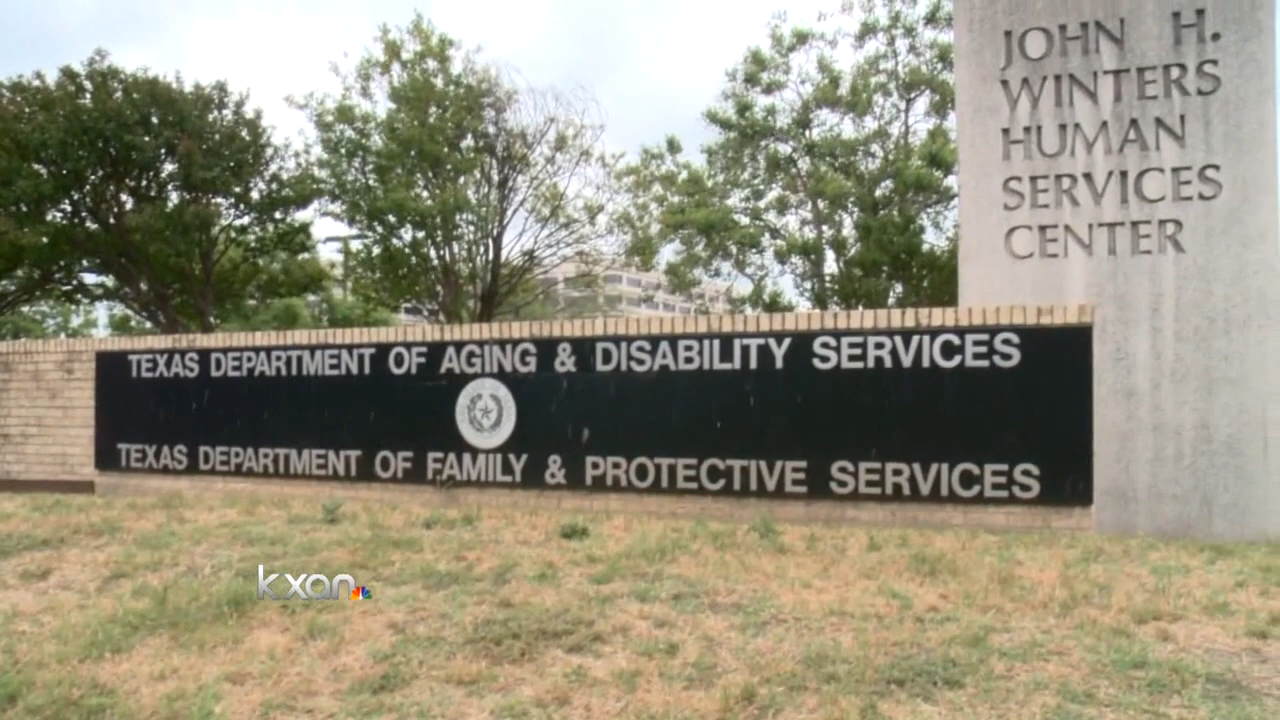 JOHN H.
WINTERS
HUMAN
SERVICES
CENTER
TEXAS DEPARTMENT OF AGING & DISABILITY SERVICES
TEXAS DEPARTMENT OF FAMILY & PROTECTIVE SERVICES
kxan